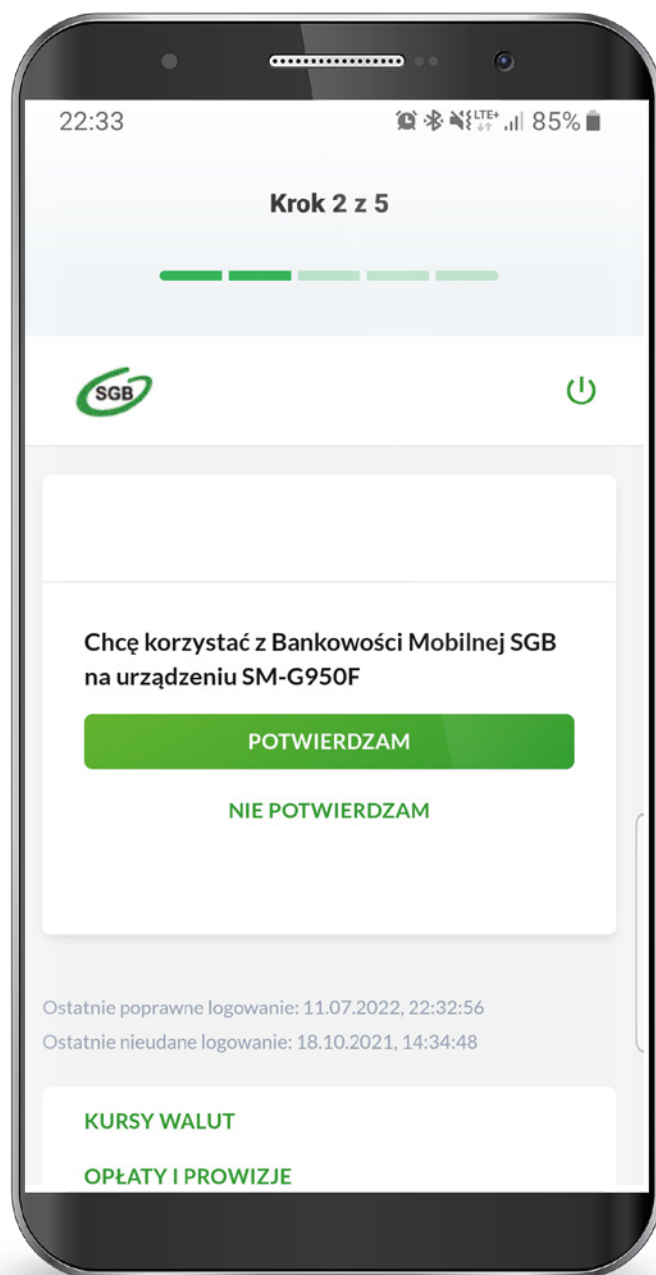 22:33 LTE+ 85%
Krok 2 z 5
SGB
Chcę korzystać z Bankowości Mobilnej SGB
na urządzeniu SM-G950F
POTWIERDZAM
NIE POTWIERDZAM
Ostatnie poprawne logowanie: 11.07.2022, 22:32:56
Ostatnie nieudane logowanie: 18.10.2021, 14:34:48
KURSY WALUT
OPŁATY I PROWIZJE